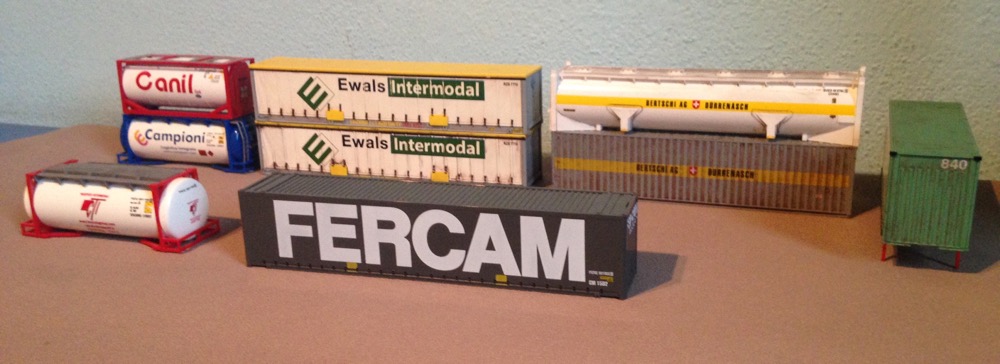 Canil
Campioni
Ewals Intermodal
Ewals Intermodal
BERTSCHI AG DÜRRENÄSCH
BERTSCHI AG DÜRRENÄSCH
840
FERCAM